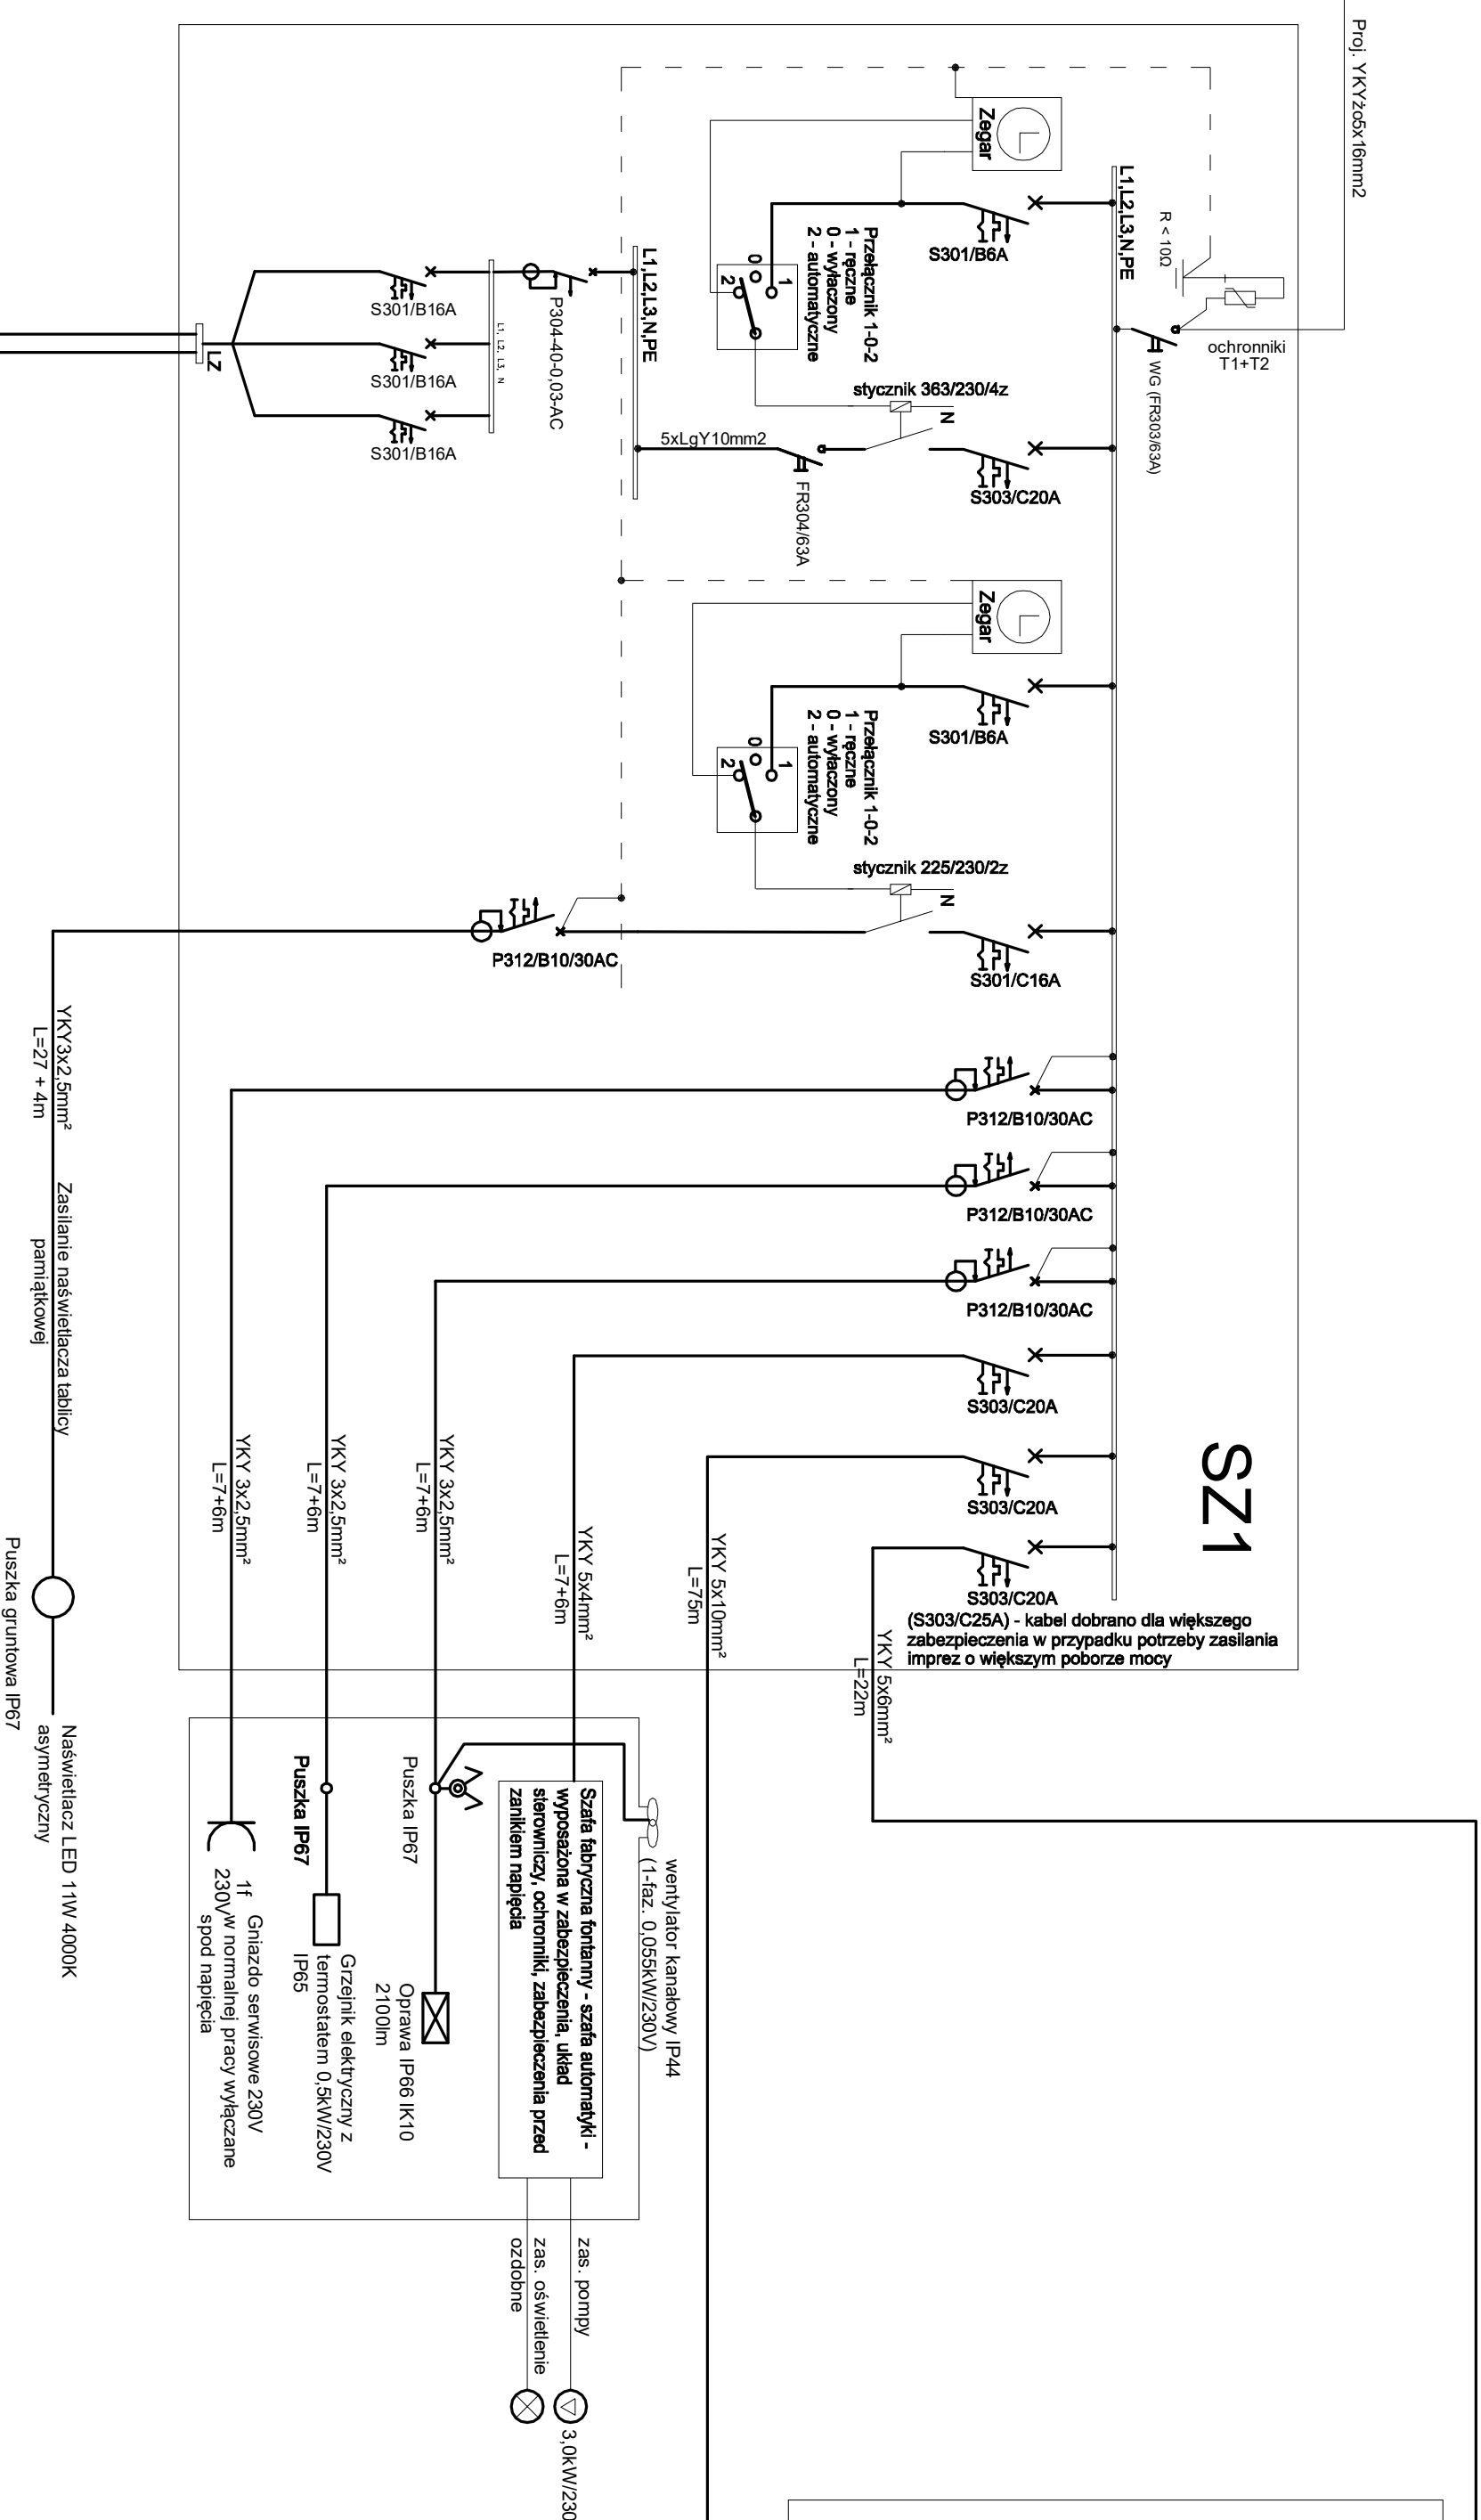 Proj. YKYżo5x16mm2
L1,L2,L3,N,PE
R < 10Ω
ochronniki
T1+T2
WG (FR303/63A)
Zegar
S301/B6A
Przełącznik 1-0-2
1 - ręczne
0 - wyłaczony
2 - automatyczne
1
0
2
stycznik 363/230/4z
N
S303/C20A
FR304/63A
5xLgY10mm2
L1,L2,L3,N,PE
P304-40-0,03-AC
L1, L2, L3, N
S301/B16A
S301/B16A
S301/B16A
LZ
Zegar
S301/B6A
Przełącznik 1-0-2
1 - ręczne
0 - wyłaczony
2 - automatyczne
1
0
2
stycznik 225/230/2z
N
S301/C16A
P312/B10/30AC
P312/B10/30AC
P312/B10/30AC
P312/B10/30AC
S303/C20A
S303/C20A
S303/C20A
SZ1
(S303/C25A) - kabel dobrano dla większego
zabezpieczenia w przypadku potrzeby zasilania
imprez o większym poborze mocy
YKY 5x6mm²
L=22m
YKY 5x10mm²
L=75m
YKY 5x4mm²
L=7+6m
YKY 3x2,5mm²
L=7+6m
YKY 3x2,5mm²
L=7+6m
YKY 3x2,5mm²
L=7+6m
YKY3x2,5mm²
L=27 + 4m
Zasilanie naświetlacza tablicy
pamiątkowej
Puszka gruntowa IP67
Naświetlacz LED 11W 4000K
asymetryczny
wentylator kanałowy IP44
(1-faz. 0,055kW/230V)
Szafa fabryczna fontanny - szafa automatyki -
wyposażona w zabezpieczenia, układ
sterowniczy, ochronniki, zabezpieczenia przed
zanikiem napięcia
Puszka IP67
Oprawa IP66 IK10
2100lm
Puszka IP67
Grzejnik elektryczny z
termostatem 0,5kW/230V
IP65
1f
230V
Gniazdo serwisowe 230V
w normalnej pracy wyłączane
spod napięcia
zas. pompy
zas. oświetlenie
ozdobne
3,0kW/230